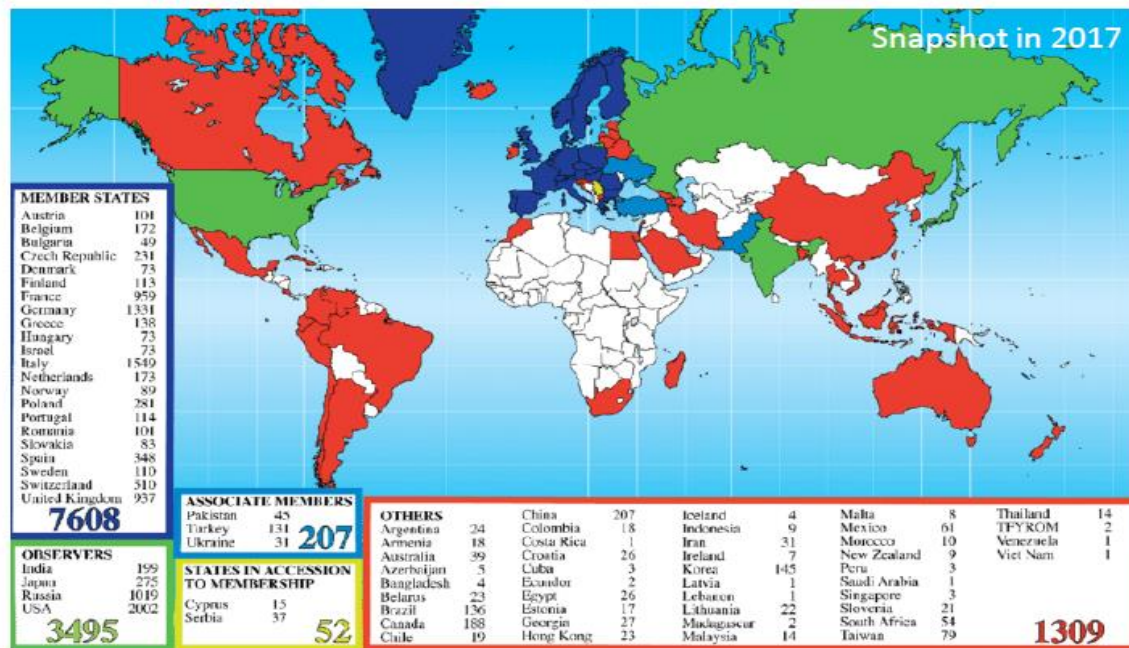 Snapshot in 2017
MEMBER STATES
Austria 101
Belgium 172
Bulgaria 49
Czech Republic 231
Denmark 73
Finland 113
France 959
Germany 1331
Greece 138
Hungary 73
Israel 73
Italy 1549
Netherlands 173
Norway 89
Poland 281
Portugal 114
Romania 101
Slovakia 83
Spain 348
Sweden 110
Switzerland 510
United Kingdom 937
7608
OBSERVERS
India 199
Japan 275
Russia 1019
USA 2002
3495
ASSOCIATE MEMBERS
Pakistan 45
Turkey 131
Ukraine 31
207
STATES IN ACCESSION
TO MEMBERSHIP
Cyprus 15
Serbia 37
52
OTHERS
Argentina 24
Armenia 18
Australia 39
Azerbaijan 5
Bangladesh 4
Belarus 23
Brazil 136
Canada 188
Chile 19
China 207
Colombia 18
Costa Rica 1
Croatia 26
Cuba 3
Ecuador 2
Egypt 26
Estonia 17
Georgia 27
Hong Kong 23
Iceland 4
Indonesia 9
Iran 31
Ireland 7
Korea 145
Latvia 1
Lebanon 1
Lithuania 22
Madagascar 2
Malaysia 14
Malta 8
Mexico 61
Morocco 10
New Zealand 9
Peru 3
Saudi Arabia 1
Singapore 3
Slovenia 21
South Africa 54
Taiwan 79
Thailand 14
TFYROM 2
Venezuela 1
Viet Nam 1
1309